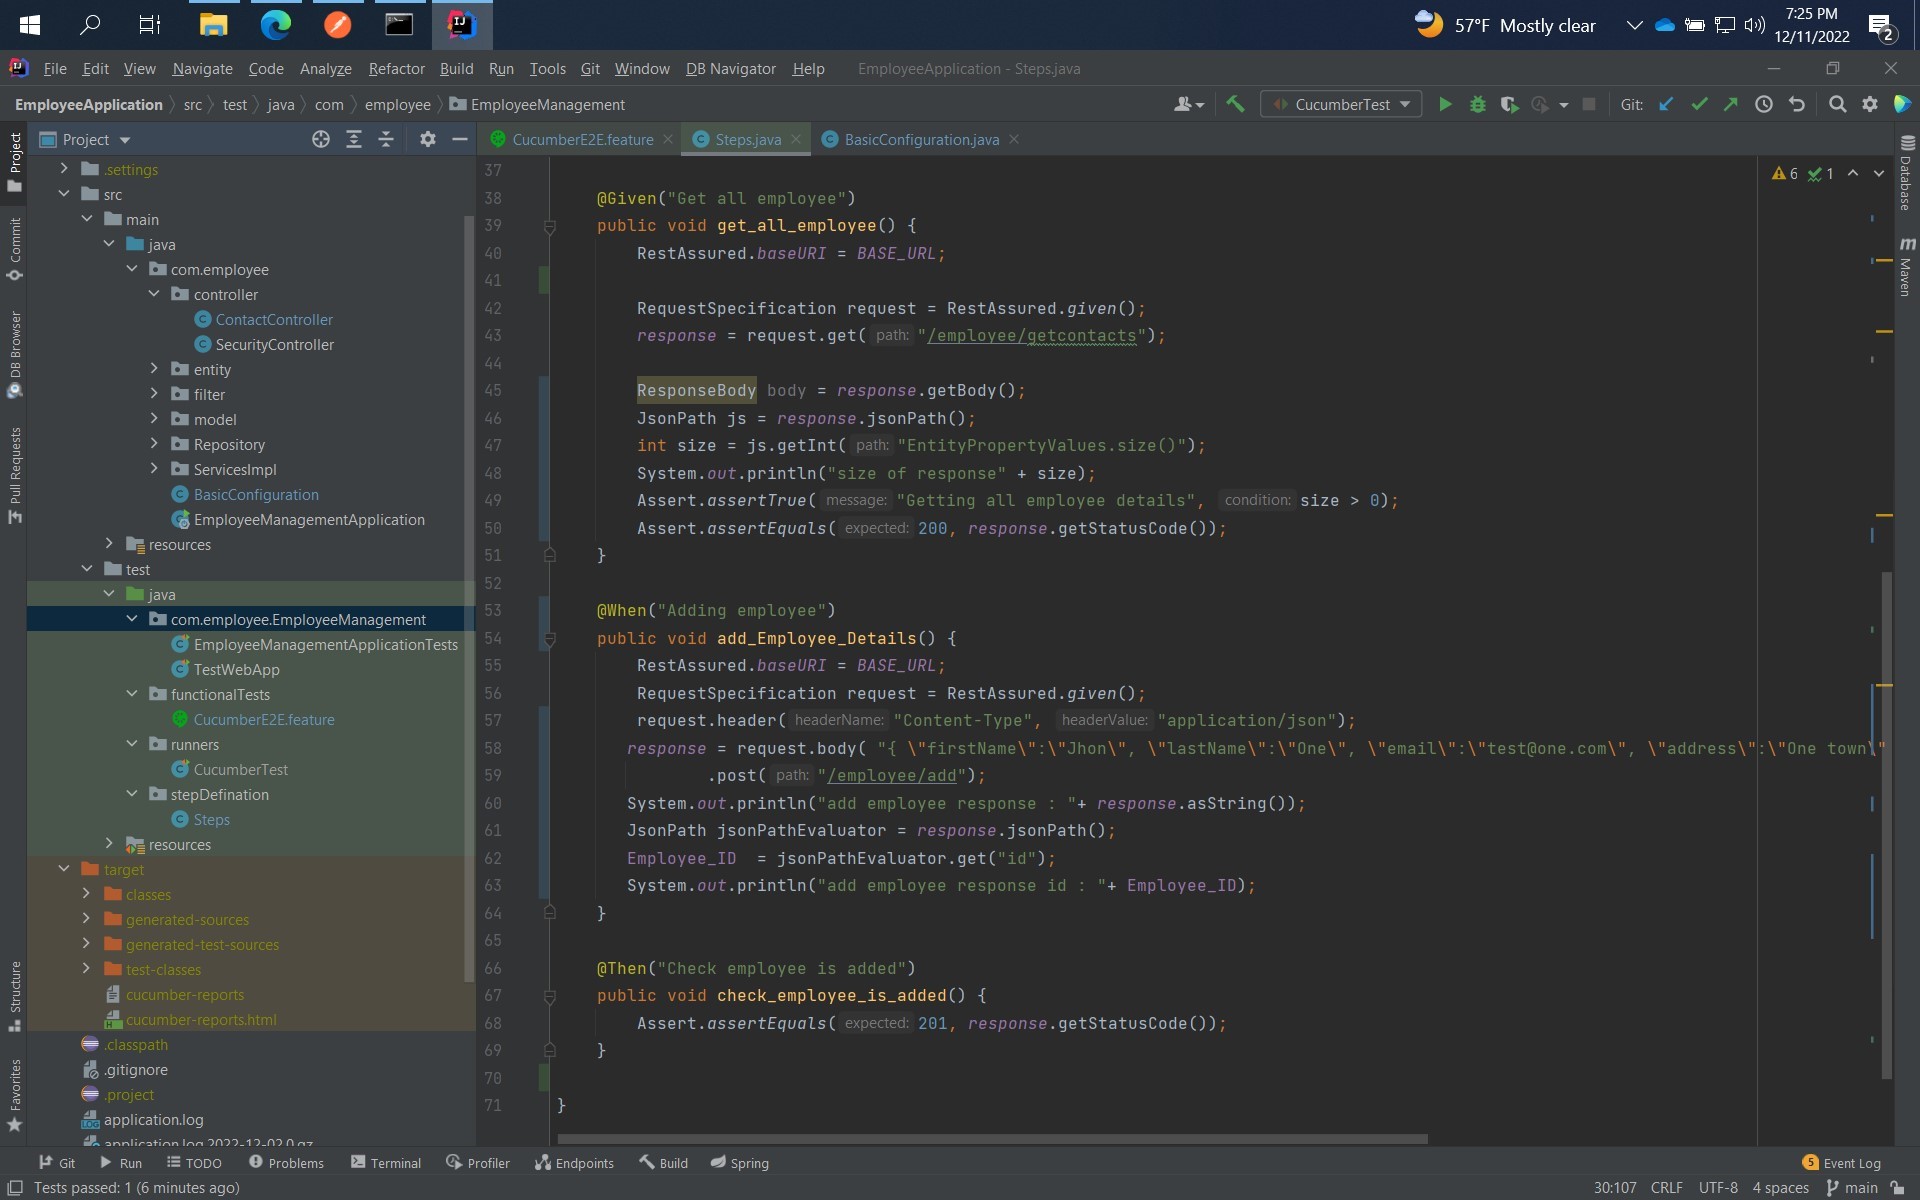 57°F Mostly clear
7:25 PM
12/11/2022
2
File Edit View Navigate Code Analyze Refactor Build Run Tools Git Window DB Navigator Help EmployeeApplication - Steps.java
EmployeeApplication src test java com employee EmployeeManagement
CucumberTest
Git:
Project
CucumberE2E.feature
Steps.java
BasicConfiguration.java
Project
Commit
DB Browser
Pull Requests
Structure
Favorites
.settings
src
main
java
com.employee
controller
ContactController
SecurityController
entity
filter
model
Repository
ServicesImpl
BasicConfiguration
EmployeeManagementApplication
resources
test
java
com.employee.EmployeeManagement
EmployeeManagementApplicationTests
TestWebApp
functionalTests
CucumberE2E.feature
runners
CucumberTest
stepDefination
Steps
resources
target
classes
generated-sources
generated-test-sources
test-classes
cucumber-reports
cucumber-reports.html
.classpath
.gitignore
.project
application.log
application.log.2022-12-02.0.gz
6 1
37
38 @Given("Get all employee")
39 public void get_all_employee() {
40 RestAssured.baseURI = BASE_URL;
41
42 RequestSpecification request = RestAssured.given();
43 response = request.get( path: "/employee/getcontacts");
44
45 ResponseBody body = response.getBody();
46 JsonPath js = response.jsonPath();
47 int size = js.getInt( path: "EntityPropertyValues.size()");
48 System.out.println("size of response" + size);
49 Assert.assertTrue( message: "Getting all employee details", condition: size > 0);
50 Assert.assertEquals( expected: 200, response.getStatusCode());
51 }
52
53 @When("Adding employee")
54 public void add_Employee_Details() {
55 RestAssured.baseURI = BASE_URL;
56 RequestSpecification request = RestAssured.given();
57 request.header( headerName: "Content-Type", headerValue: "application/json");
58 response = request.body( "{ \"firstName\":\"Jhon\", \"lastName\":\"One\", \"email\":\"test@one.com\", \"address\":\"One town\"
59 .post( path: "/employee/add");
60 System.out.println("add employee response : "+ response.asString());
61 JsonPath jsonPathEvaluator = response.jsonPath();
62 Employee_ID = jsonPathEvaluator.get("id");
63 System.out.println("add employee response id : "+ Employee_ID);
64 }
65
66 @Then("Check employee is added")
67 public void check_employee_is_added() {
68 Assert.assertEquals( expected: 201, response.getStatusCode());
69 }
70
71 }
Database
m
Maven
Git Run TODO Problems Terminal Profiler Endpoints Build Spring 5 Event Log
Tests passed: 1 (6 minutes ago) 30:107 CRLF UTF-8 4 spaces main